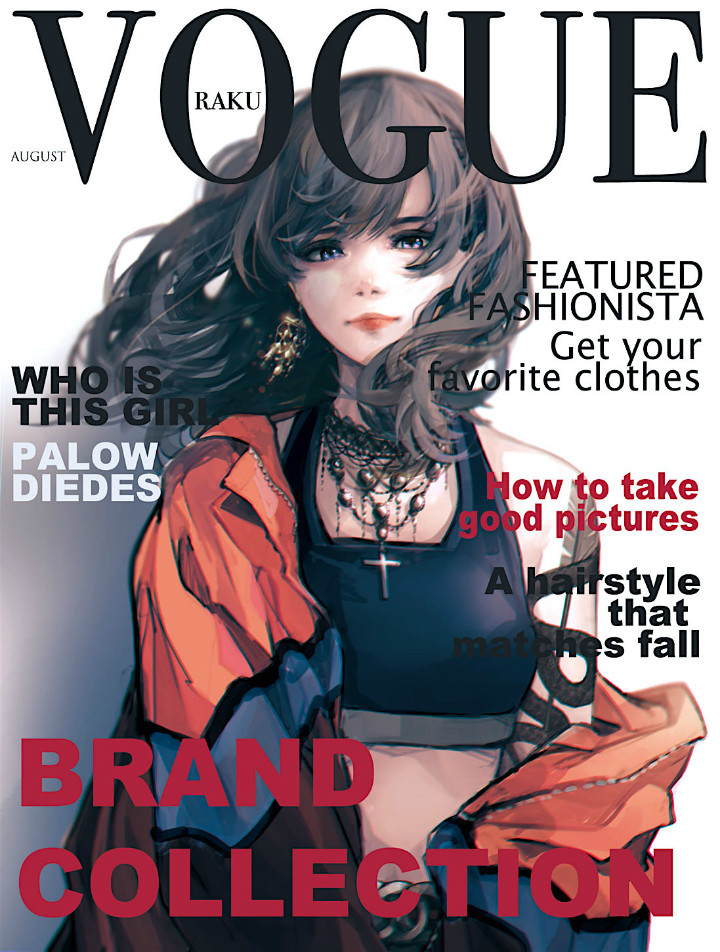 VOGUE
RAKU
AUGUST
FEATURED
FASHIONISTA
Get your
favorite clothes
WHO IS
THIS GIRL
PALOW
DIEDES
How to take
good pictures
A hairstyle
that
matches fall
BRAND
COLLECTION